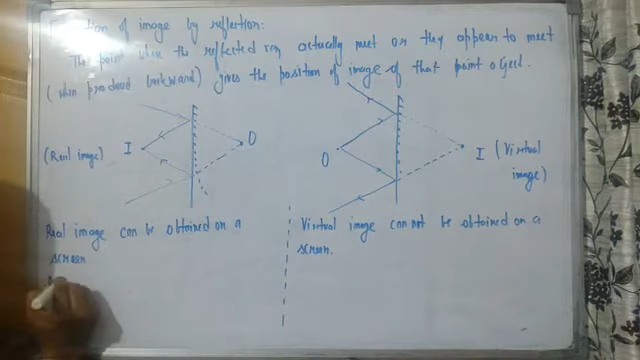 of image by reflection:
The point where the reflected ray actually meet or they appear to meet
(when produced backward) gives the position of image of that point object.
(Real image) I O
O I (Virtual image)
Real image can be obtained on a
screen
Virtual image can not be obtained on a
screen.